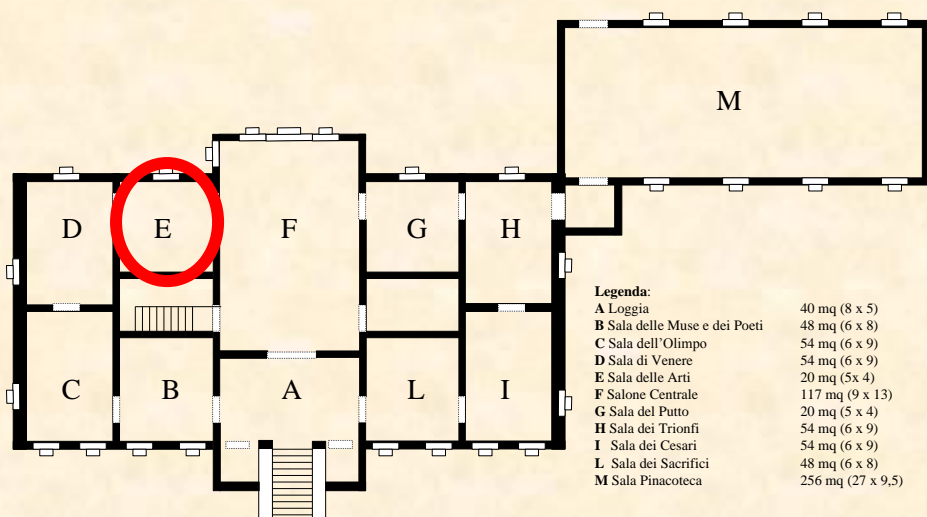 M
D
E
F
G
H
C
B
A
L
I
Legenda:
A Loggia 40 mq (8 x 5)
B Sala delle Muse e dei Poeti 48 mq (6 x 8)
C Sala dell'Olimpo 54 mq (6 x 9)
D Sala di Venere 54 mq (6 x 9)
E Sala delle Arti 20 mq (5x 4)
F Salone Centrale 117 mq (9 x 13)
G Sala del Putto 20 mq (5 x 4)
H Sala dei Trionfi 54 mq (6 x 9)
I Sala dei Cesari 54 mq (6 x 9)
L Sala dei Sacrifici 48 mq (6 x 8)
M Sala Pinacoteca 256 mq (27 x 9,5)